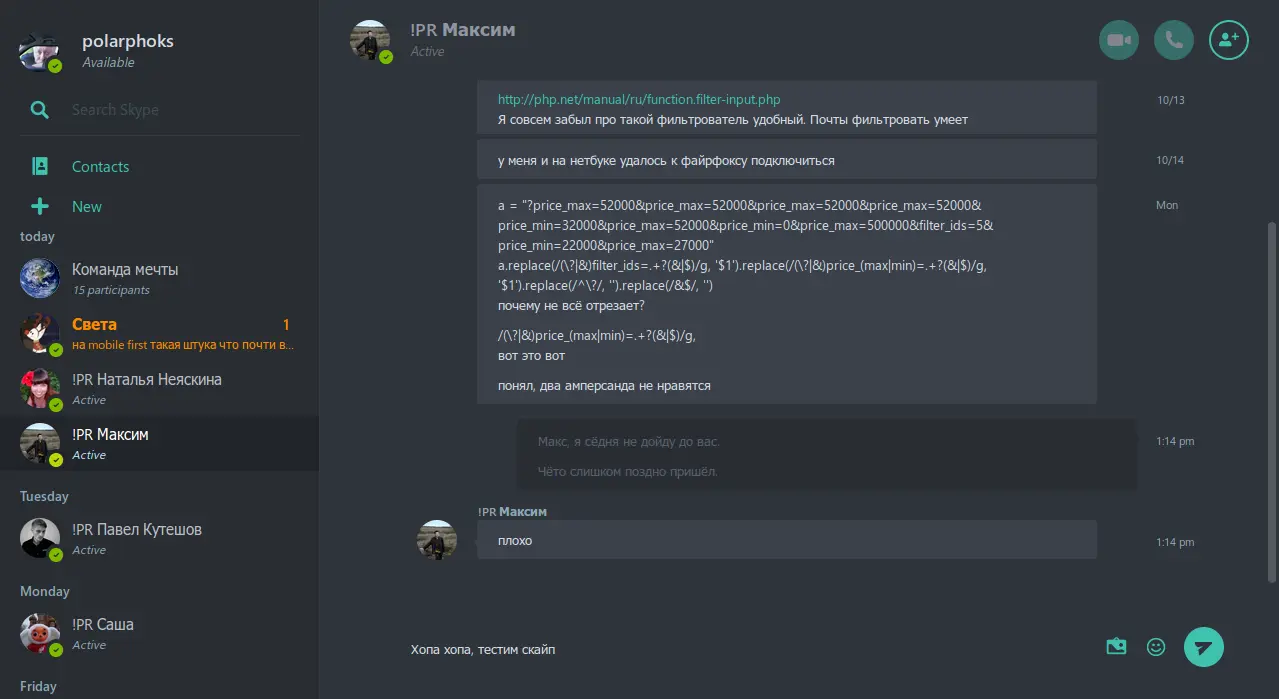 polarphoks
Available
Search Skype
Contacts
New
today
Команда мечты
15 participants
Света
1
на mobile first такая штука что почти в...
!PR Наталья Неяскина
Active
!PR Максим
Active
Tuesday
!PR Павел Кутешов
Active
Monday
!PR Саша
Active
Friday
!PR Максим
Active
http://php.net/manual/ru/function.filter-input.php
10/13
Я совсем забыл про такой фильтрователь удобный. Почты фильтровать умеет
у меня и на нетбуке удалось к файрфоксу подключиться
10/14
a = "?price_max=52000&price_max=52000&price_max=52000&price_max=52000&
Mon
price_min=32000&price_max=52000&price_min=0&price_max=500000&filter_ids=5&
price_min=22000&price_max=27000"
a.replace(/(\?|&)filter_ids=.+?(&|$)/g, '$1').replace(/(\?|&)price_(max|min)=.+?(&|$)/g,
'$1').replace(/^\?/, '').replace(/&$/, '')
почему не всё отрезает?
/(\?|&)price_(max|min)=.+?(&|$)/g,
вот это вот
понял, два амперсанда не нравятся
Макс, я сёдня не дойду до вас.
1:14 pm
Чёто слишком поздно пришёл.
!PR Максим
плохо
1:14 pm
Хопа хопа, тестим скайп